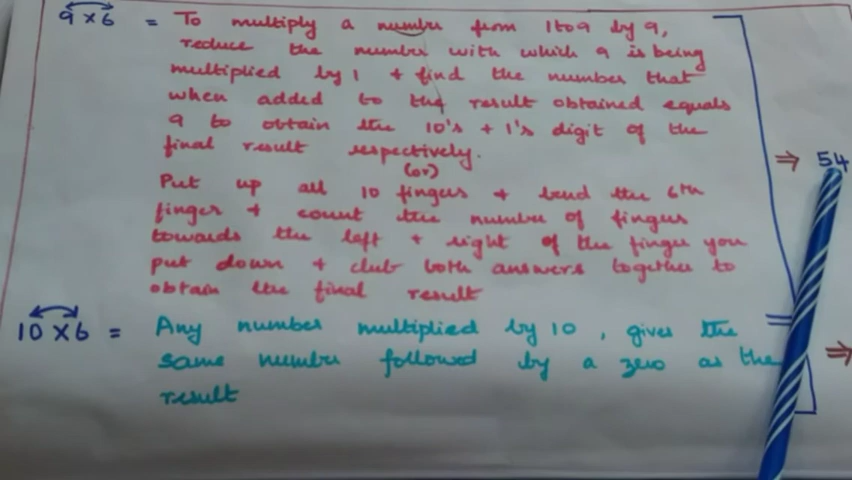 9 x 6 = To multiply a number from 1 to 9 by 9,
reduce the number with which 9 is being
multiplied by 1 + find the number that
when added to the result obtained equals
9 to obtain the 10's + 1's digit of the
final result respectively.
⇒ 54
(or)
Put up all 10 fingers + bend the 6th
finger + count the number of fingers
towards the left + right of the finger you
put down + club both answers together to
obtain the final result
10 x 6 = Any number multiplied by 10, gives the
same number followed by a zero as the
result
⇒